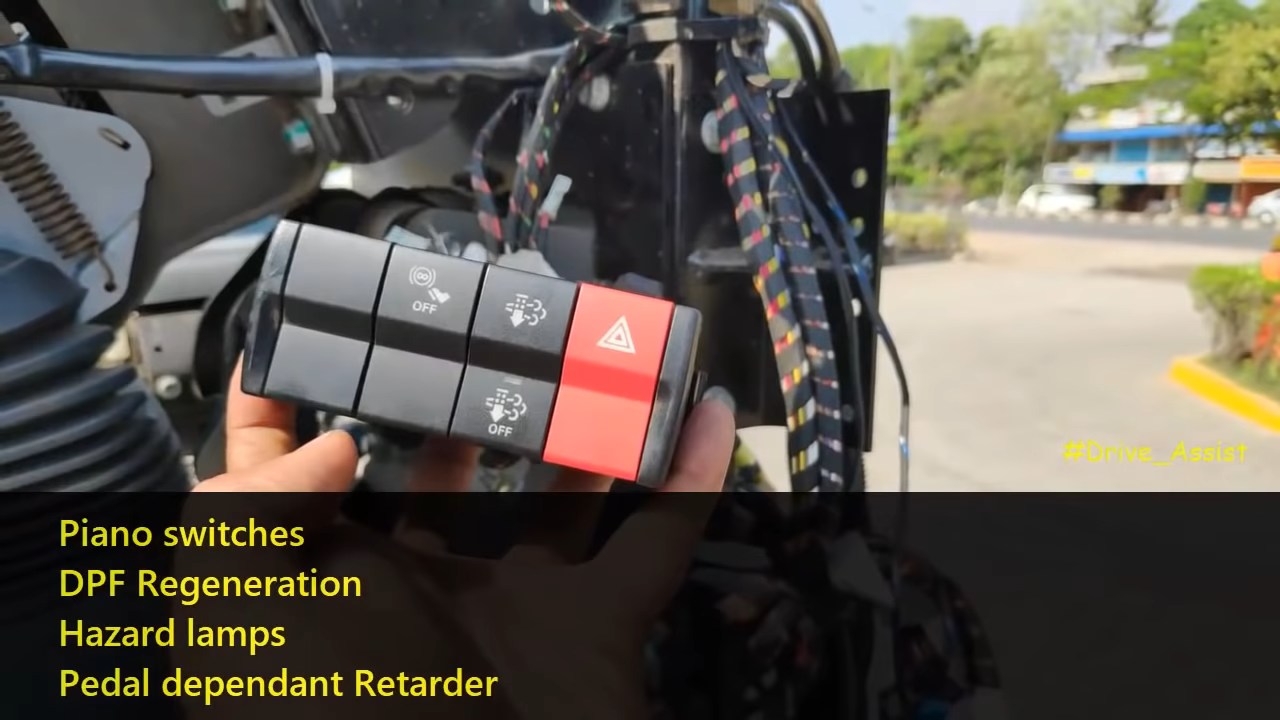 OFF
OFF
#Drive_Assist
Piano switches
DPF Regeneration
Hazard lamps
Pedal dependant Retarder